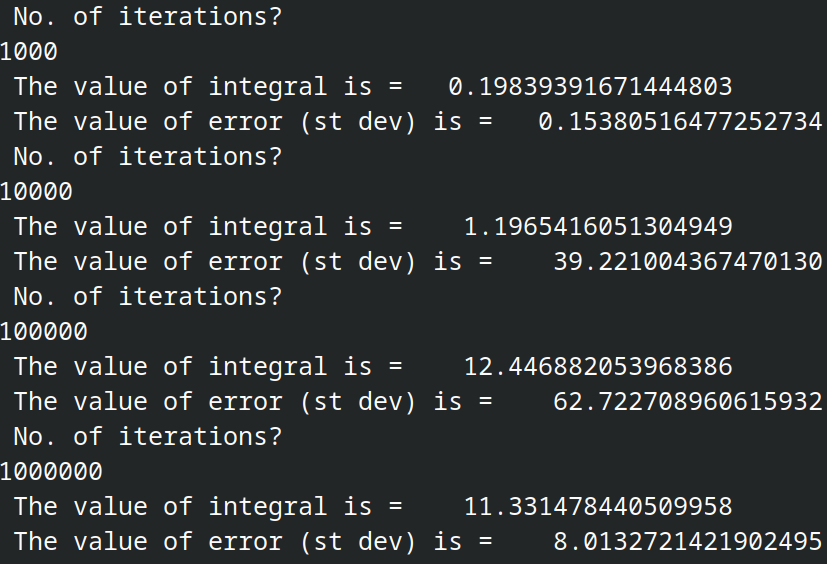 No. of iterations?
1000
The value of integral is = 0.19839391671444803
The value of error (st dev) is = 0.15380516477252734
No. of iterations?
10000
The value of integral is = 1.1965416051304949
The value of error (st dev) is = 39.221004367470130
No. of iterations?
100000
The value of integral is = 12.446882053968386
The value of error (st dev) is = 62.722708960615932
No. of iterations?
1000000
The value of integral is = 11.331478440509958
The value of error (st dev) is = 8.0132721421902495